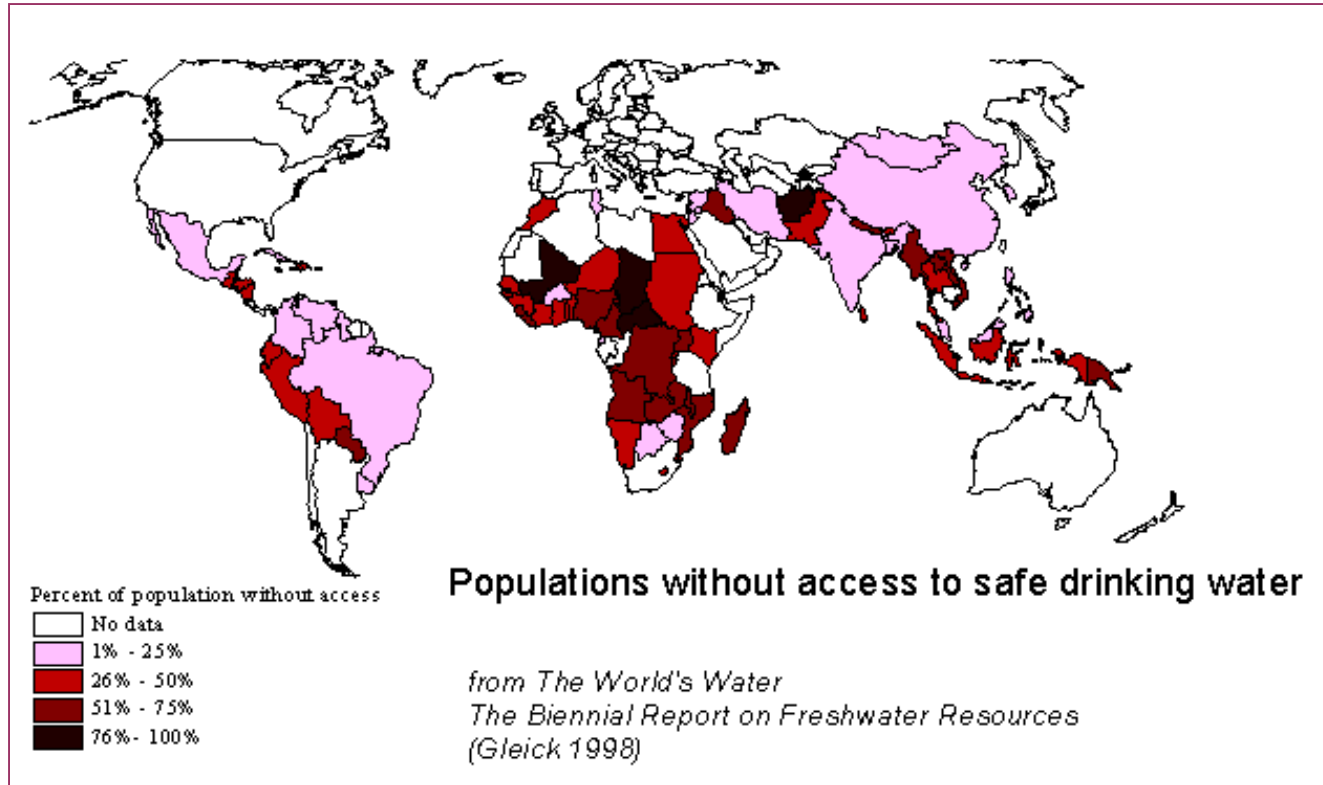 Populations without access to safe drinking water
Percent of population without access
No data
1% - 25%
26% - 50%
51% - 75%
76%- 100%
from The World's Water
The Biennial Report on Freshwater Resources
(Gleick 1998)